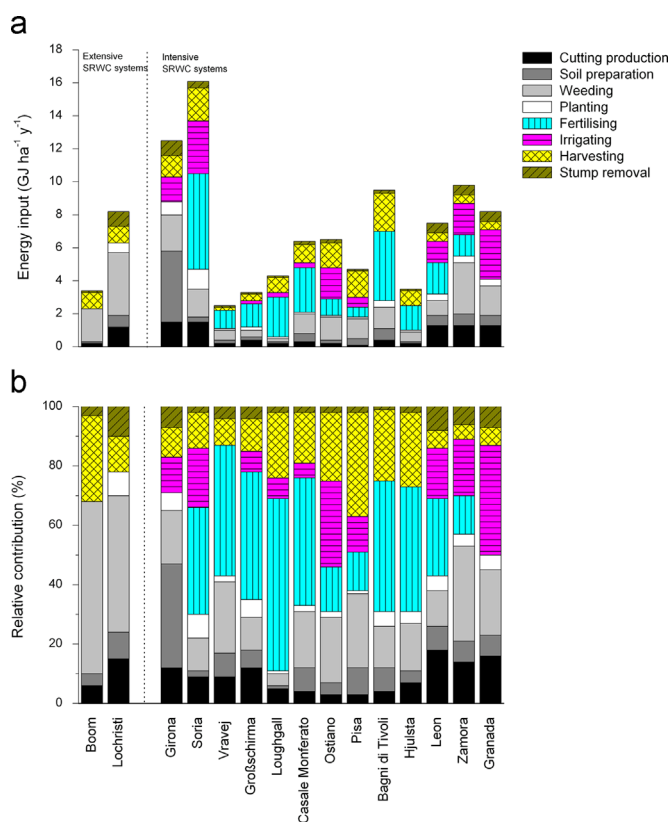 a
Energy input (GJ ha⁻¹ y⁻¹)
18
16
14
12
10
8
6
4
2
0
Extensive
SRWC systems
Intensive
SRWC systems
Cutting production
Soil preparation
Weeding
Planting
Fertilising
Irrigating
Harvesting
Stump removal
b
Relative contribution (%)
100
80
60
40
20
0
Boom
Lochristi
Girona
Soria
Vravej
Großschirma
Loughgall
Casale Monferato
Ostiano
Pisa
Bagni di Tivoli
Hjulsta
Leon
Zamora
Granada